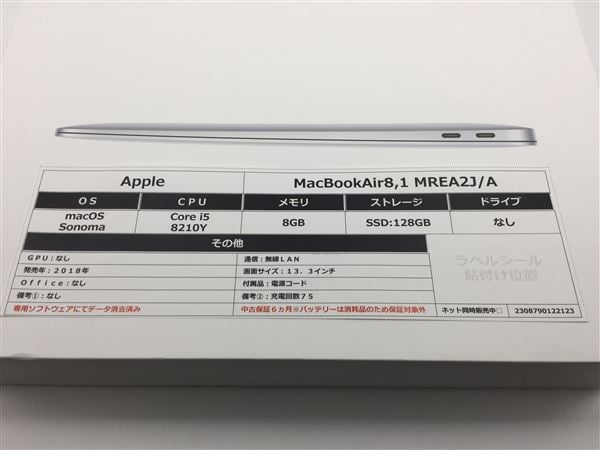 Apple MacBookAir8,1 MREA2J/A
OS CPU メモリ ストレージ ドライブ
macOS Sonoma Core i5 8210Y 8GB SSD:128GB なし
その他
GPU:なし 通信:無線LAN
発売年:2018年 画面サイズ:13.3インチ
Office:なし 付属品:電源コード
備考①:なし 備考②:充電回数75
ラベルシール
貼付け位置
専用ソフトウェアにてデータ消去済み 中古保証6ヵ月※バッテリーは消耗品のため保証対象外 ネット同時販売中□ 2308790122123